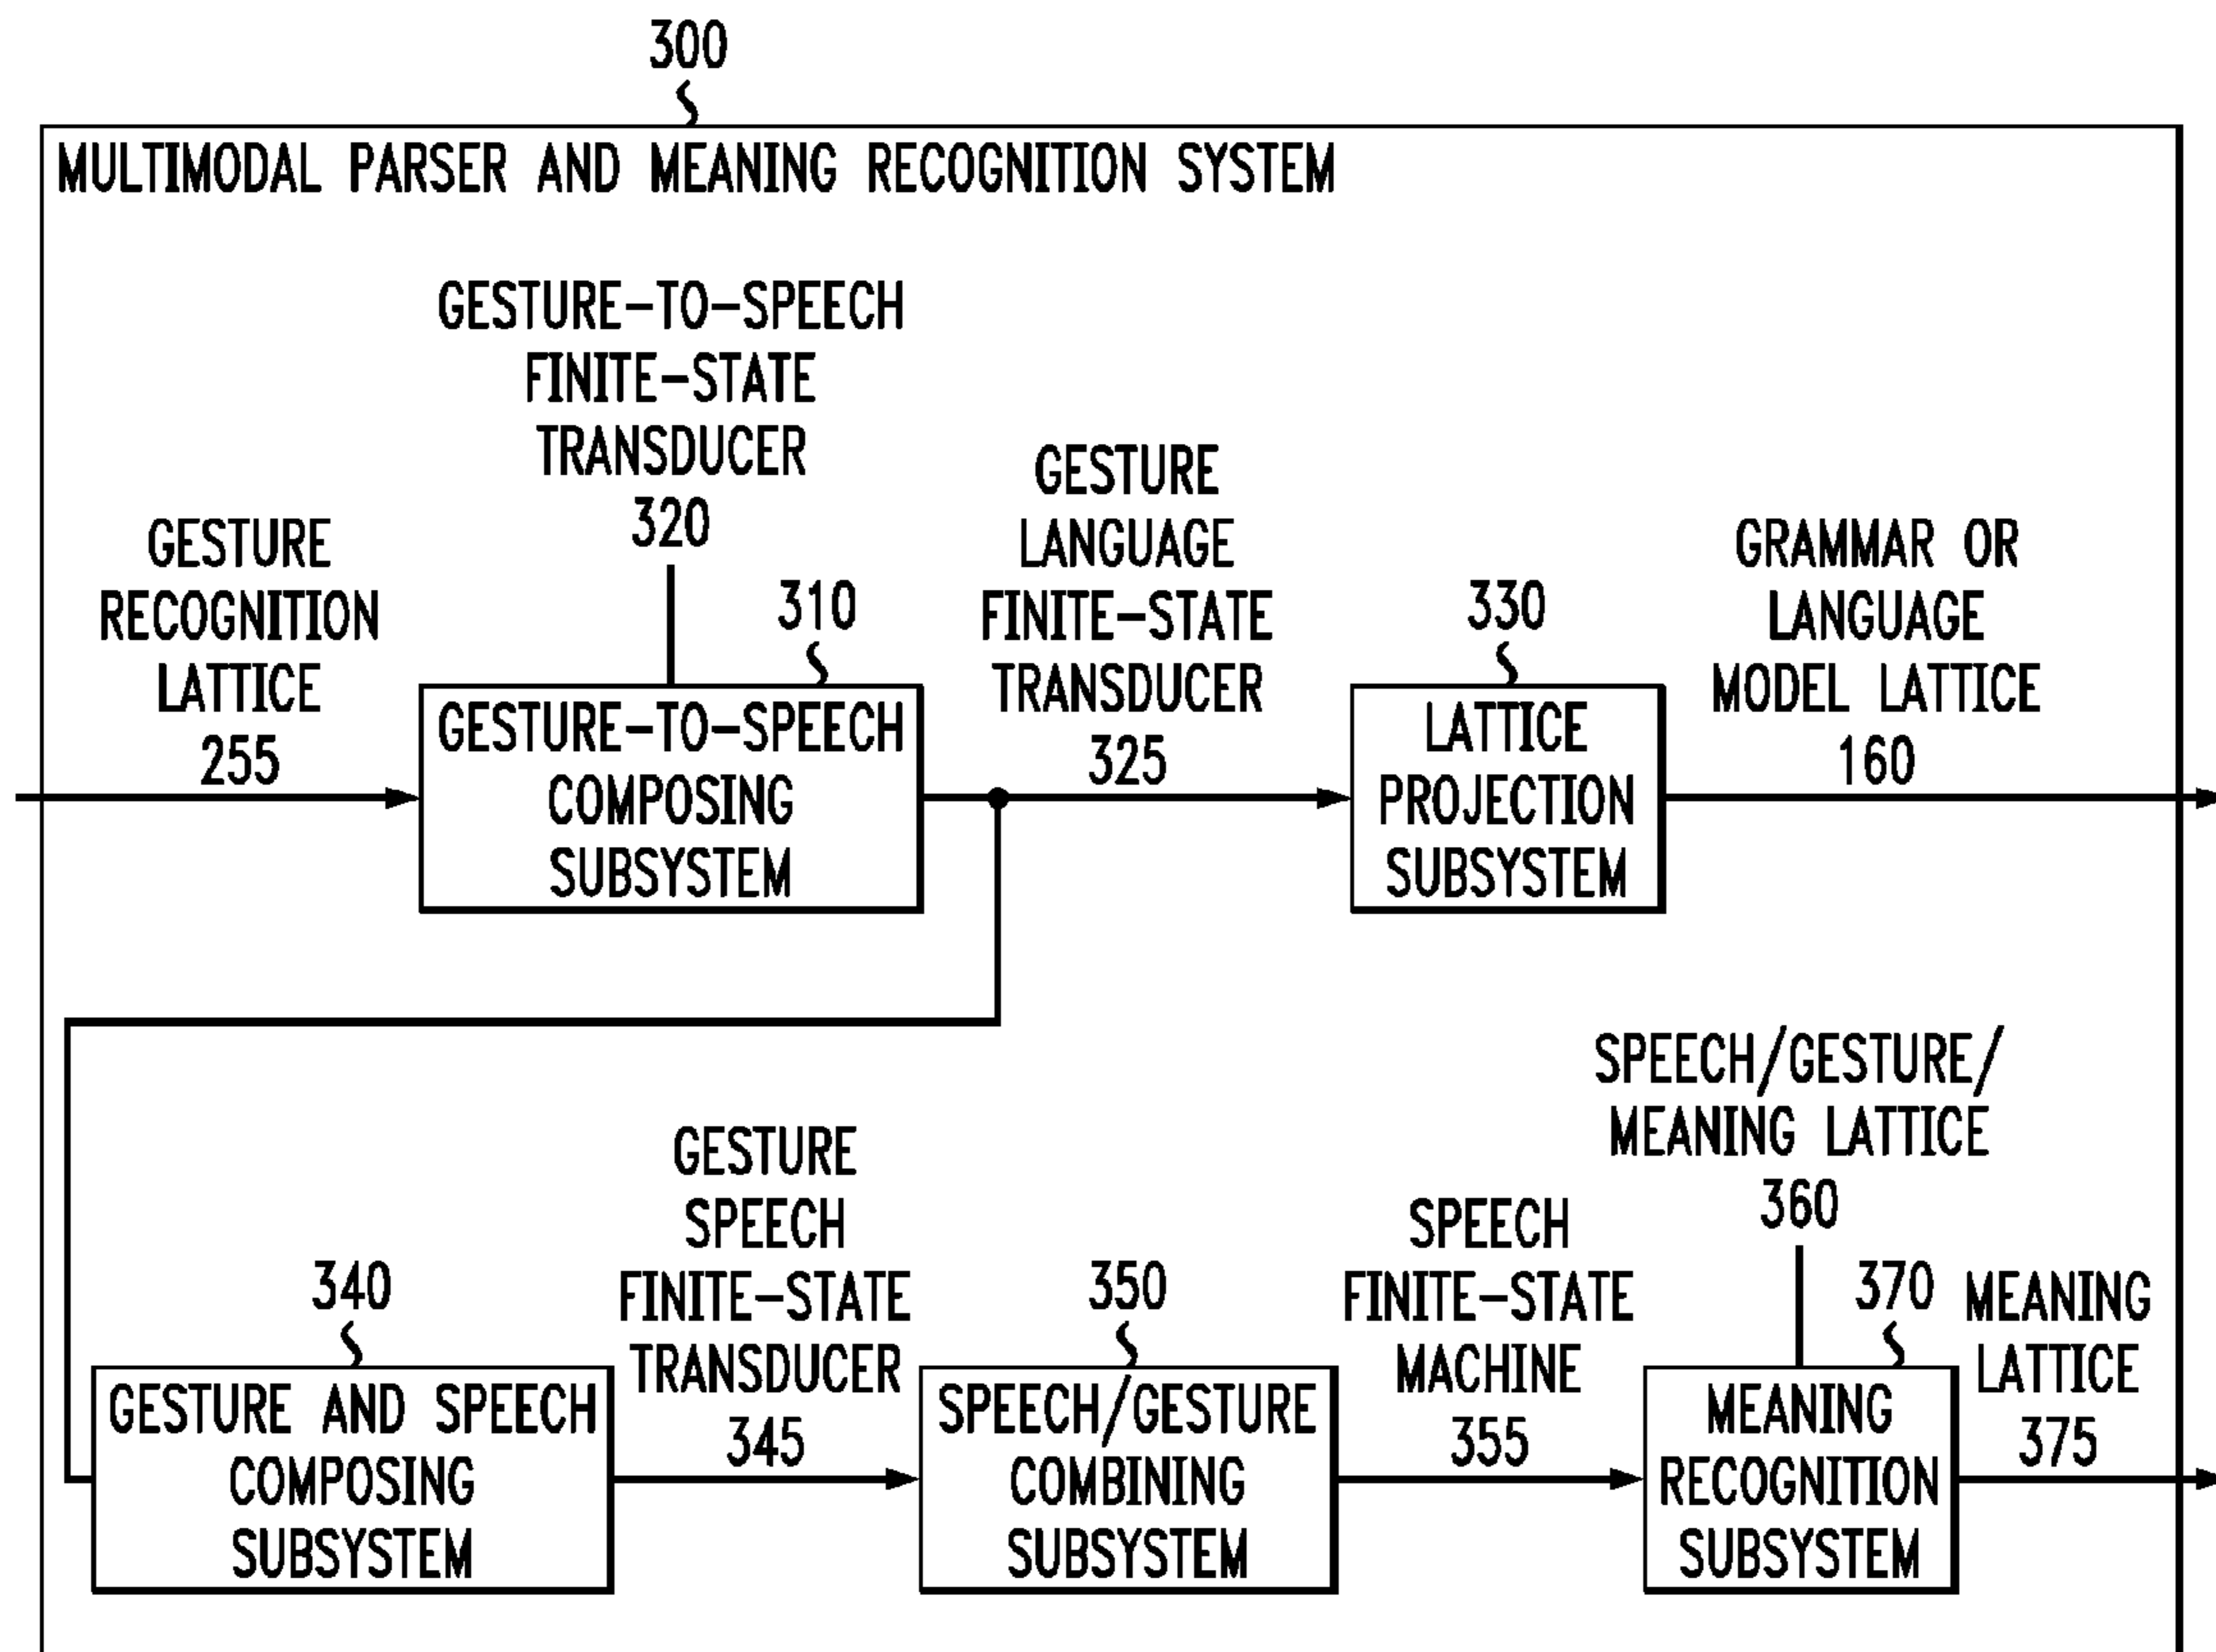 300
MULTIMODAL PARSER AND MEANING RECOGNITION SYSTEM
GESTURE-TO-SPEECH
FINITE-STATE
TRANSDUCER
320
GESTURE
RECOGNITION
LATTICE
255
310
GESTURE-TO-SPEECH
COMPOSING
SUBSYSTEM
GESTURE
LANGUAGE
FINITE-STATE
TRANSDUCER
325
330
LATTICE
PROJECTION
SUBSYSTEM
GRAMMAR OR
LANGUAGE
MODEL LATTICE
160
340
GESTURE AND SPEECH
COMPOSING
SUBSYSTEM
GESTURE
SPEECH
FINITE-STATE
TRANSDUCER
345
350
SPEECH/GESTURE
COMBINING
SUBSYSTEM
SPEECH
FINITE-STATE
MACHINE
355
SPEECH/GESTURE/
MEANING LATTICE
360
370
MEANING
RECOGNITION
SUBSYSTEM
MEANING
LATTICE
375